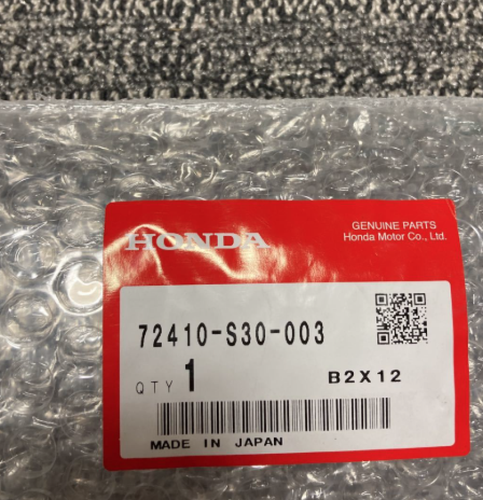 HONDA
GENUINE PARTS
Honda Motor Co., Ltd.
72410-S30-003
QTY 1
B2X12
MADE IN JAPAN